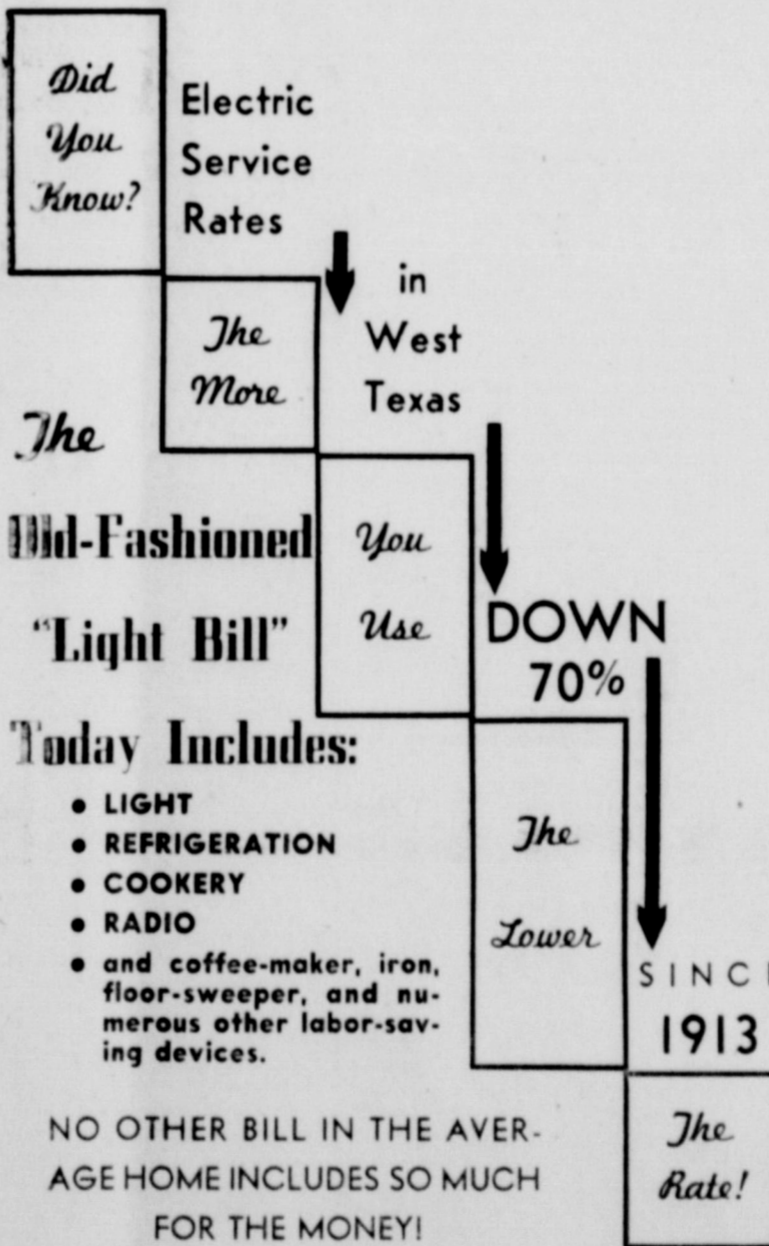 Did
You
Know?
Electric
Service
Rates
in
West
Texas
DOWN
70%
SINC
1913
The
More
You
Use
The
Lower
The
Rate!
The
Old-Fashioned
"Light Bill"
Today Includes:
• LIGHT
• REFRIGERATION
• COOKERY
• RADIO
• and coffee-maker, iron,
floor-sweeper, and nu-
merous other labor-sav-
ing devices.
NO OTHER BILL IN THE AVER-
AGE HOME INCLUDES SO MUCH
FOR THE MONEY!